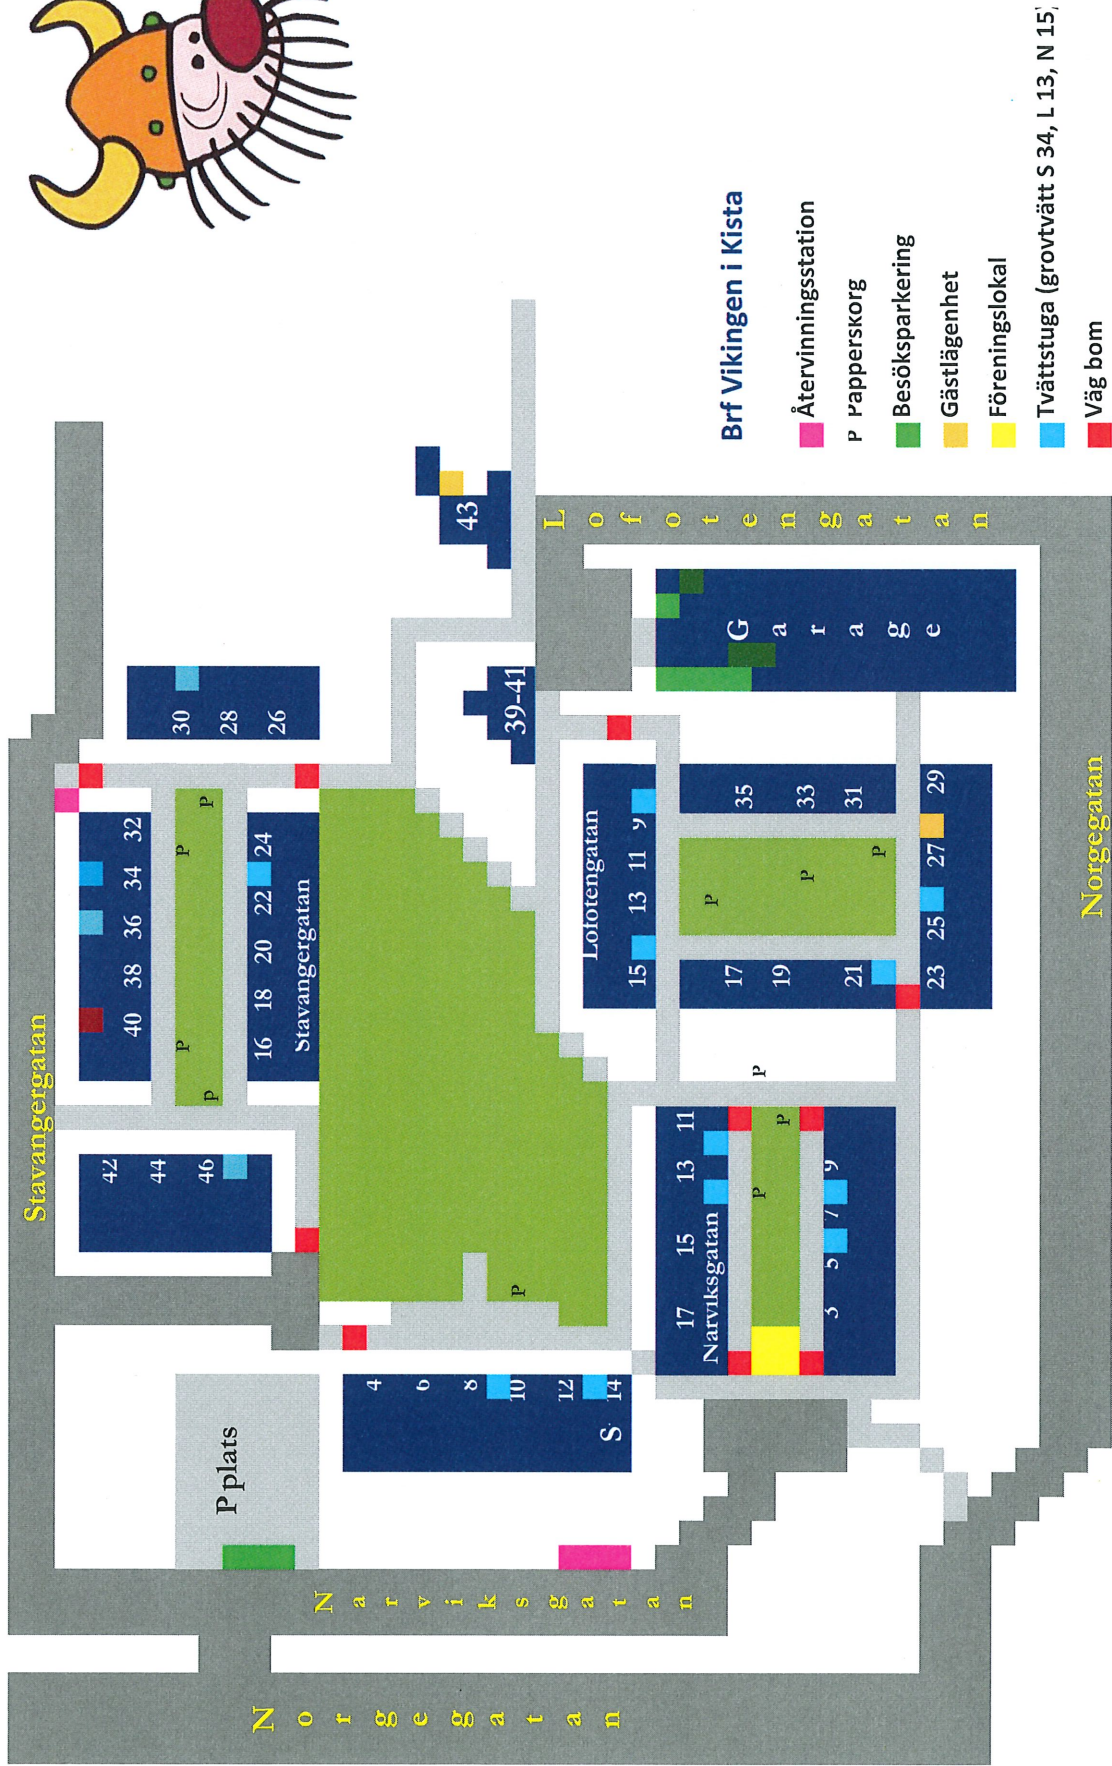 Stavangergatan
42
44
46
40
38
36
34
32
P
P
P
P
16
18
20
22
24
Stavangergatan
30
28
26
43
39-41
P plats
4
6
8
10
12
14
S
P
Narviksgatan
Norgegatan
17
15
13
11
Narviksgatan
P
P
P
3
5
7
9
Lofotengatan
15
13
11
9
17
19
21
P
P
P
35
33
31
23
25
27
29
Garage
Lofotengatan
Norgegatan
Brf Vikingen i Kista
Återvinningsstation
P Papperskorg
Besöksparkering
Gästlägenhet
Föreningslokal
Tvättstuga (grovtvätt S 34, L 13, N 15)
Väg bom